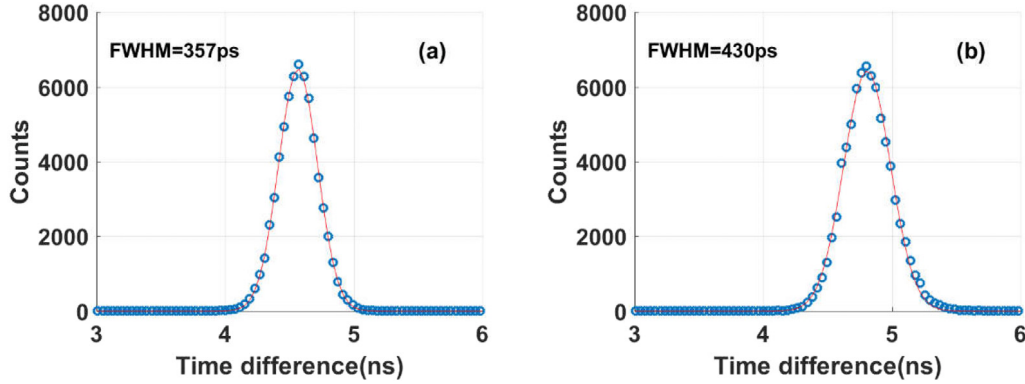 8000
6000
4000
2000
0
Counts
FWHM=357ps
(a)
3
4
5
6
Time difference(ns)
8000
6000
4000
2000
0
Counts
FWHM=430ps
(b)
3
4
5
6
Time difference(ns)